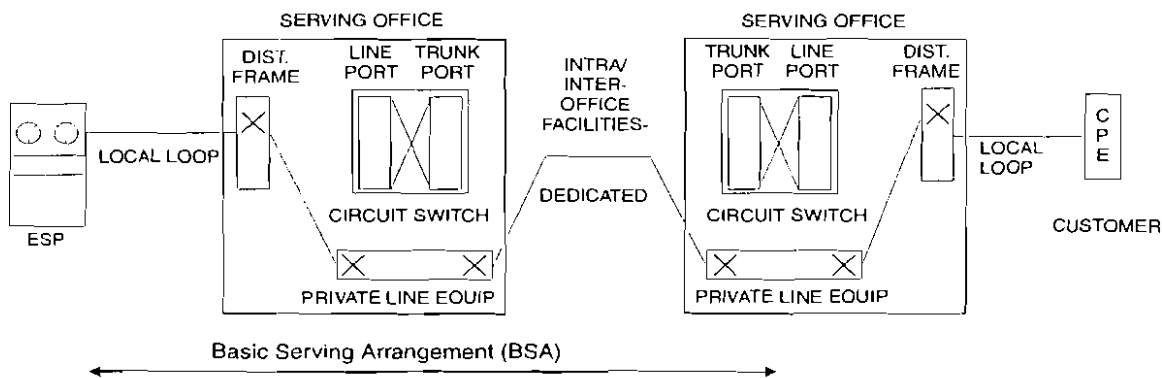 SERVING OFFICE
SERVING OFFICE
DIST.
FRAME
LINE
PORT
TRUNK
PORT
INTRA/
INTER-
OFFICE
FACILITIES-
TRUNK
PORT
LINE
PORT
DIST.
FRAME
C
P
E
LOCAL LOOP
LOCAL
LOOP
DEDICATED
CIRCUIT SWITCH
CIRCUIT SWITCH
ESP
CUSTOMER
PRIVATE LINE EQUIP
PRIVATE LINE EQUIP
Basic Serving Arrangement (BSA)